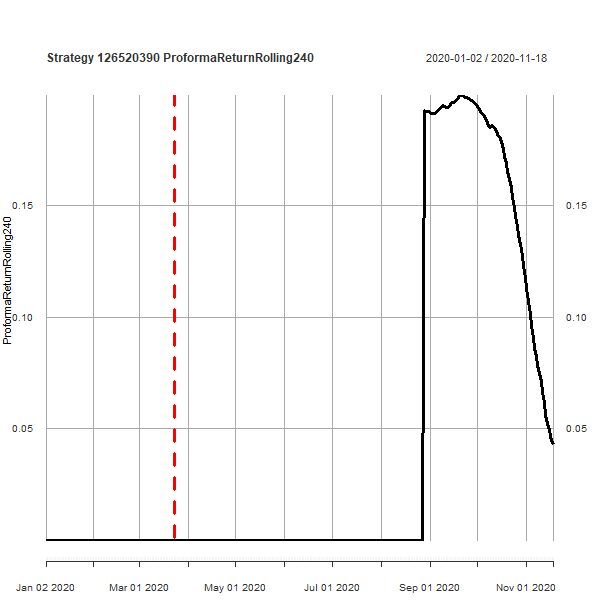 Strategy 126520390 ProformaReturnRolling240
2020-01-02 / 2020-11-18
ProformaReturnRolling240
0.15
0.10
0.05
0.15
0.10
0.05
Jan 02 2020
Mar 01 2020
May 01 2020
Jul 01 2020
Sep 01 2020
Nov 01 2020